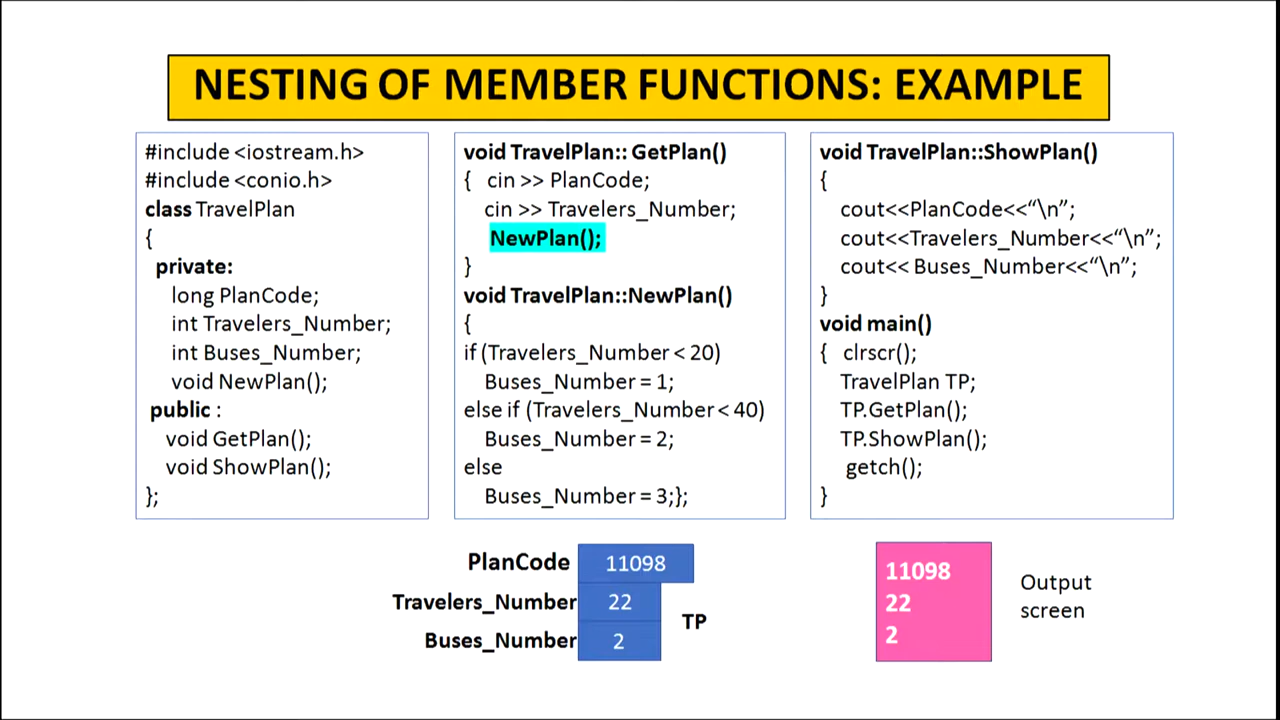 NESTING OF MEMBER FUNCTIONS: EXAMPLE
#include <iostream.h>
#include <conio.h>
class TravelPlan
{
private:
long PlanCode;
int Travelers_Number;
int Buses_Number;
void NewPlan();
public :
void GetPlan();
void ShowPlan();
};
void TravelPlan:: GetPlan()
{ cin >> PlanCode;
cin >> Travelers_Number;
NewPlan();
}
void TravelPlan::NewPlan()
{
if (Travelers_Number < 20)
Buses_Number = 1;
else if (Travelers_Number < 40)
Buses_Number = 2;
else
Buses_Number = 3;};
void TravelPlan::ShowPlan()
{
cout<<PlanCode<<“\n”;
cout<<Travelers_Number<<“\n”;
cout<< Buses_Number<<“\n”;
}
void main()
{ clrscr();
TravelPlan TP;
TP.GetPlan();
TP.ShowPlan();
getch();
}
PlanCode 11098
Travelers_Number 22
TP
Buses_Number 2
11098
22
2
Output
screen